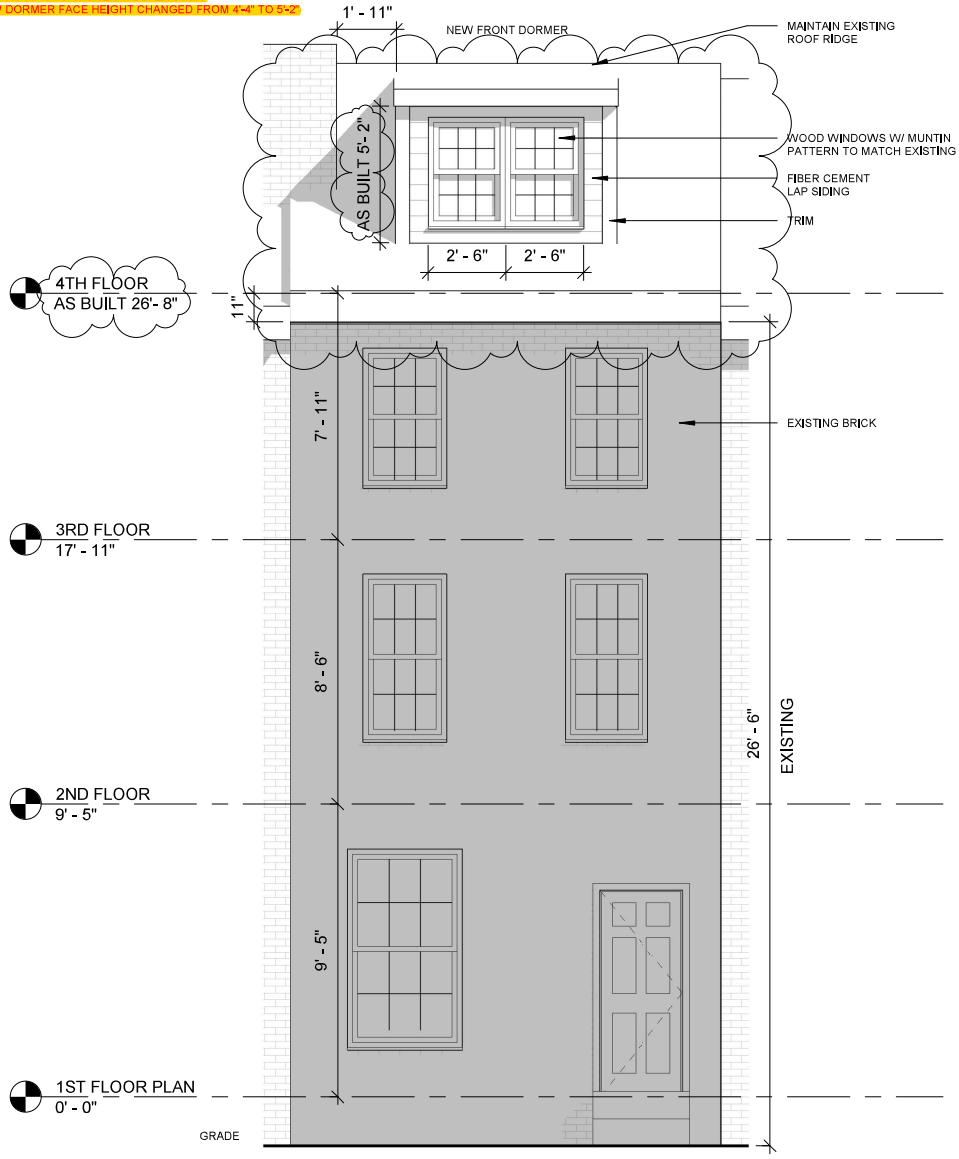 DORMER FACE HEIGHT CHANGED FROM 4'-4" TO 5'-2"
1' - 11"
NEW FRONT DORMER
MAINTAIN EXISTING
ROOF RIDGE
WOOD WINDOWS W/ MUNTIN
PATTERN TO MATCH EXISTING
AS BUILT 5'- 2"
FIBER CEMENT
LAP SIDING
TRIM
2' - 6"
2' - 6"
4TH FLOOR
AS BUILT 26'- 8"
11"
7' - 11"
EXISTING BRICK
3RD FLOOR
17' - 11"
8' - 6"
26' - 6"
EXISTING
2ND FLOOR
9' - 5"
9' - 5"
1ST FLOOR PLAN
0' - 0"
GRADE